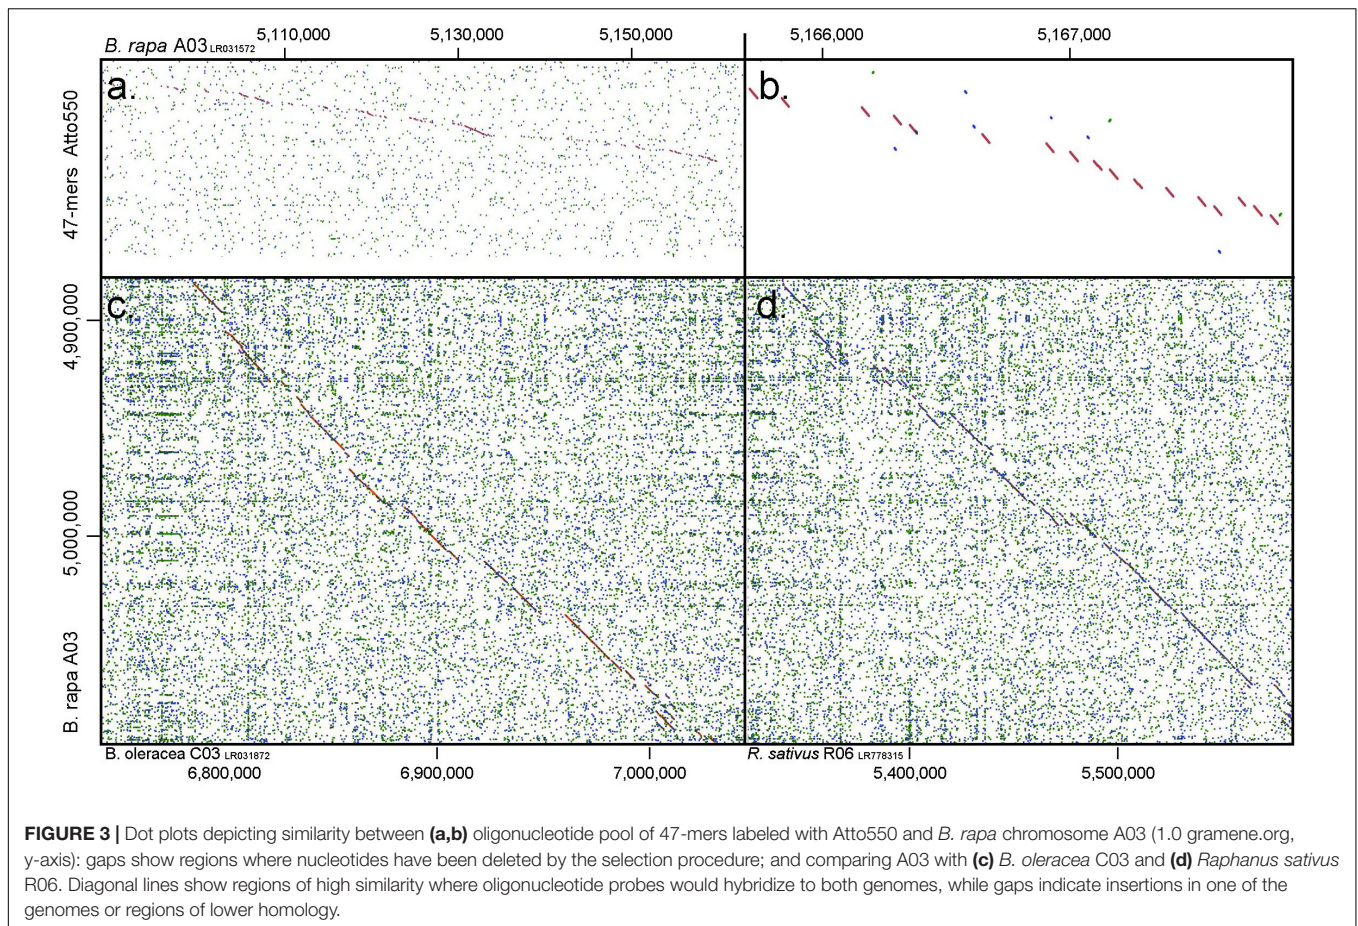 B. rapa A03 LR031572
5,110,000 5,130,000 5,150,000 5,166,000 5,167,000
a. b.
47-mers Atto550
c. d.
4,900,000
5,000,000
B. rapa A03
B. oleracea C03 LR031872 R. sativus R06 LR778315
6,800,000 6,900,000 7,000,000 5,400,000 5,500,000
FIGURE 3 | Dot plots depicting similarity between (a,b) oligonucleotide pool of 47-mers labeled with Atto550 and B. rapa chromosome A03 (1.0 gramene.org,
y-axis): gaps show regions where nucleotides have been deleted by the selection procedure; and comparing A03 with (c) B. oleracea C03 and (d) Raphanus sativus
R06. Diagonal lines show regions of high similarity where oligonucleotide probes would hybridize to both genomes, while gaps indicate insertions in one of the
genomes or regions of lower homology.